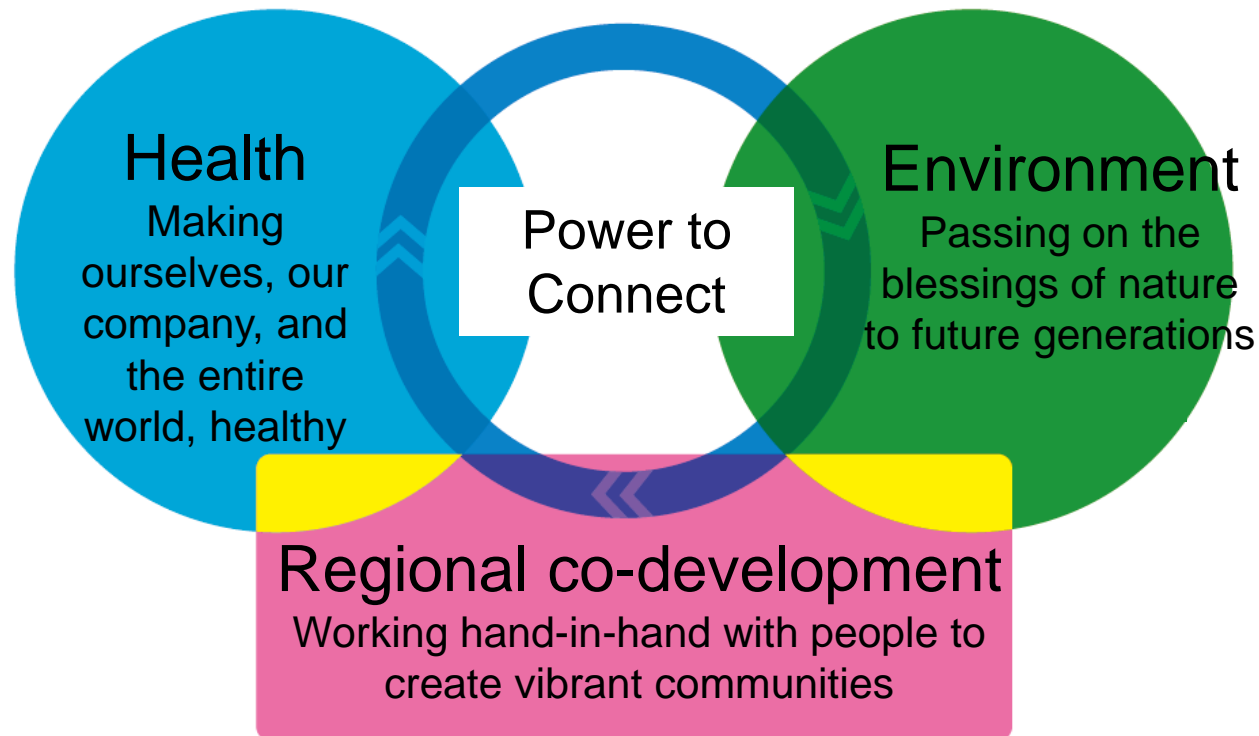 Health
Making
ourselves, our
company, and
the entire
world, healthy
Power to
Connect
Environment
Passing on the
blessings of nature
to future generations
Regional co-development
Working hand-in-hand with people to
create vibrant communities